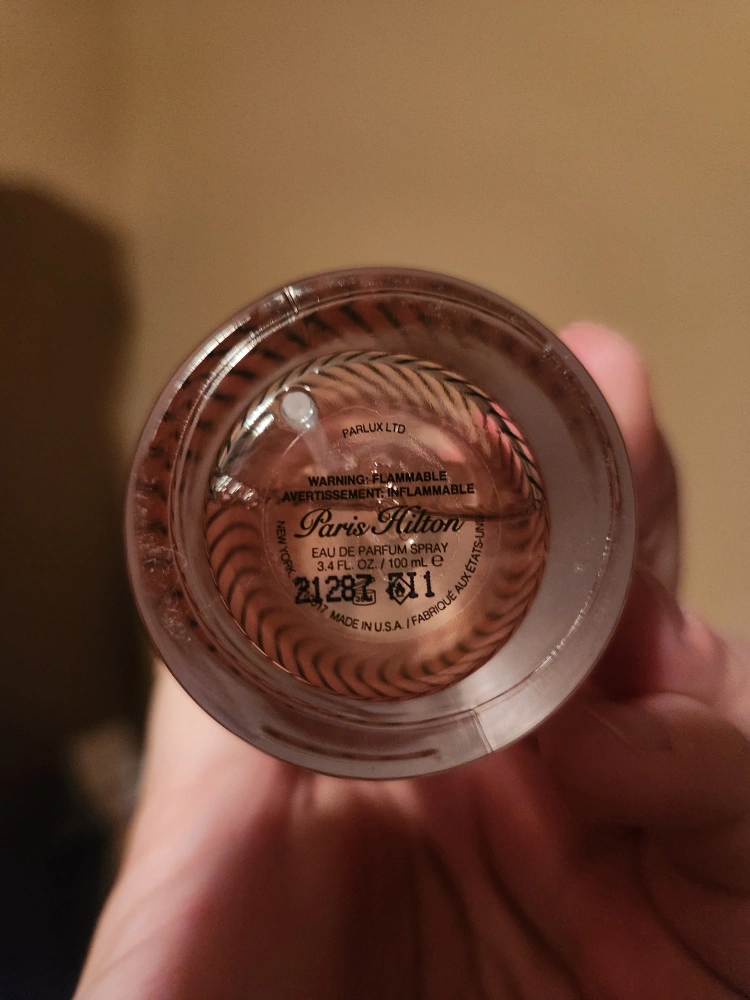 PARLUX LTD
WARNING: FLAMMABLE
AVERTISSEMENT: INFLAMMABLE
Paris Hilton
EAU DE PARFUM SPRAY
3.4 FL. OZ. / 100 mL ℮
21287
NEW YORK,
MADE IN U.S.A. / FABRIQUÉ AUX ÉTATS-UNIS